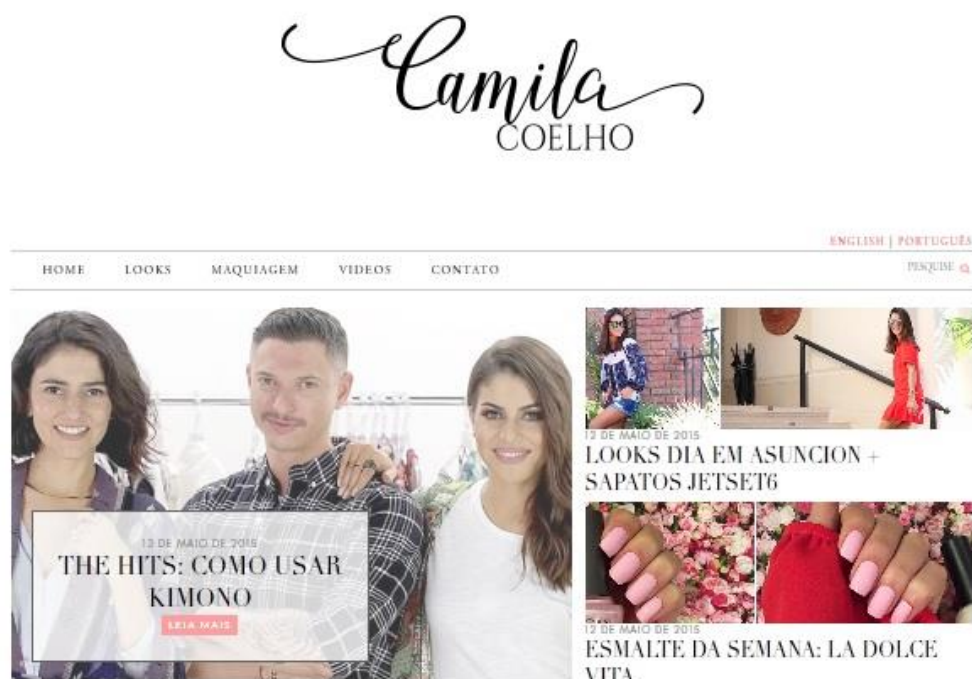 Camila
COELHO
ENGLISH | PORTUGUÊS
HOME LOOKS MAQUIAGEM VIDEOS CONTATO
PESQUISE
13 DE MAIO DE 2015
THE HITS: COMO USAR
KIMONO
LEIA MAIS
12 DE MAIO DE 2015
LOOKS DIA EM ASUNCION +
SAPATOS JETSET6
12 DE MAIO DE 2015
ESMALTE DA SEMANA: LA DOLCE
VITA